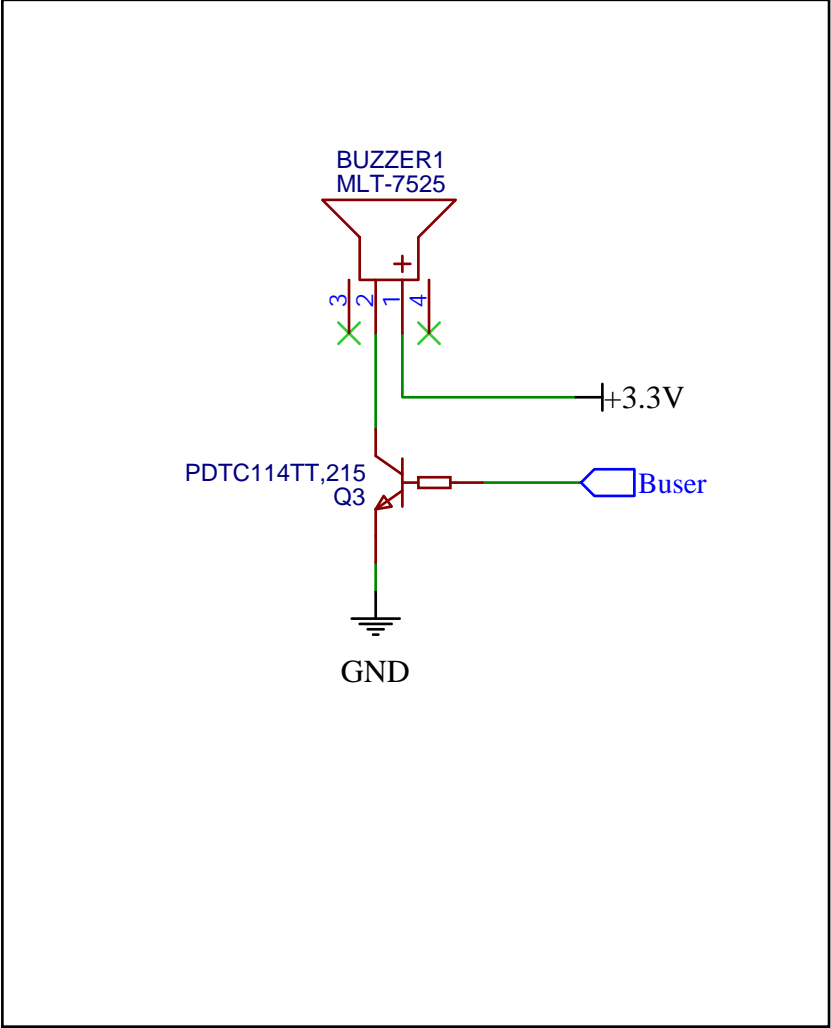 BUZZER1
MLT-7525
+
3
2
1
4
+3.3V
PDTC114TT,215
Q3
Buser
GND